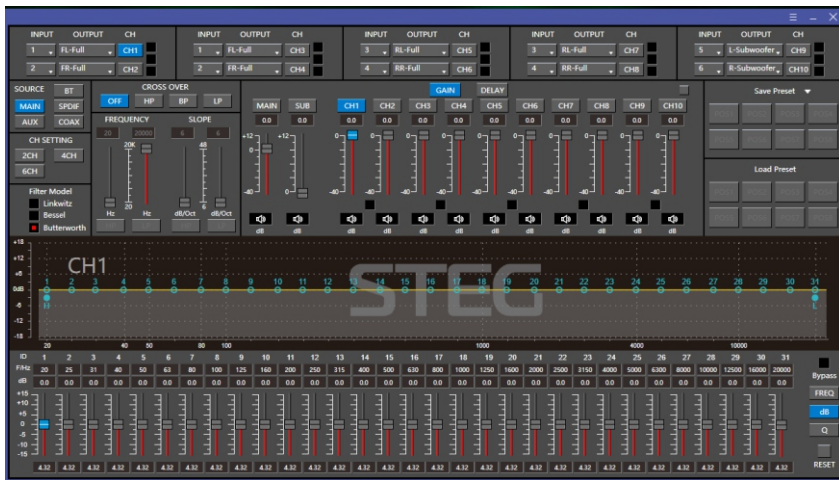 INPUT OUTPUT CH INPUT OUTPUT CH INPUT OUTPUT CH INPUT OUTPUT CH INPUT OUTPUT CH
1 FL-Full CH1 1 FL-Full CH3 3 RL-Full CH5 3 RL-Full CH7 5 L-Subwoofer CH9
2 FR-Full CH2 2 FR-Full CH4 4 RR-Full CH6 4 RR-Full CH8 6 R-Subwoofer CH10
SOURCE BT
MAIN SPDIF
AUX COAX
CH SETTING
2CH 4CH
6CH
Filter Model
Linkwitz
Bessel
Butterworth
CROSS OVER
OFF HP BP LP
FREQUENCY SLOPE
20 20000 6 6
20K 48
20 6
Hz Hz dB/Oct dB/Oct
GAIN DELAY
MAIN SUB CH1 CH2 CH3 CH4 CH5 CH6 CH7 CH8 CH9 CH10
0.0 0.0 0.0 0.0 0.0 0.0 0.0 0.0 0.0 0.0 0.0 0.0
+12 +12 0 0 0 0 0 0 0 0 0 0
0 0
-40 -40 -40 -40 -40 -40 -40 -40 -40 -40 -40
dB dB dB dB dB dB dB dB dB dB dB dB
Save Preset
Load Preset
+18
+12
+6
0dB
-6
-12
-18
CH1
STEG
1 2 3 4 5 6 7 8 9 10 11 12 13 14 15 16 17 18 19 20 21 22 23 24 25 26 27 28 29 30 31
H L
20 40 50 80 100 1000 4000 10000
ID 1 2 3 4 5 6 7 8 9 10 11 12 13 14 15 16 17 18 19 20 21 22 23 24 25 26 27 28 29 30 31
F/Hz 20 25 31 40 50 63 80 100 125 160 200 250 315 400 500 630 800 1000 1250 1600 2000 2500 3150 4000 5000 6300 8000 10000 12500 16000 20000
dB 0.0 0.0 0.0 0.0 0.0 0.0 0.0 0.0 0.0 0.0 0.0 0.0 0.0 0.0 0.0 0.0 0.0 0.0 0.0 0.0 0.0 0.0 0.0 0.0 0.0 0.0 0.0 0.0 0.0 0.0 0.0
+15
+10
+5
0
-5
-10
-15
4.32 4.32 4.32 4.32 4.32 4.32 4.32 4.32 4.32 4.32 4.32 4.32 4.32 4.32 4.32 4.32 4.32 4.32 4.32 4.32 4.32 4.32 4.32 4.32 4.32 4.32 4.32 4.32 4.32 4.32 4.32
Bypass
FREQ
dB
Q
RESET